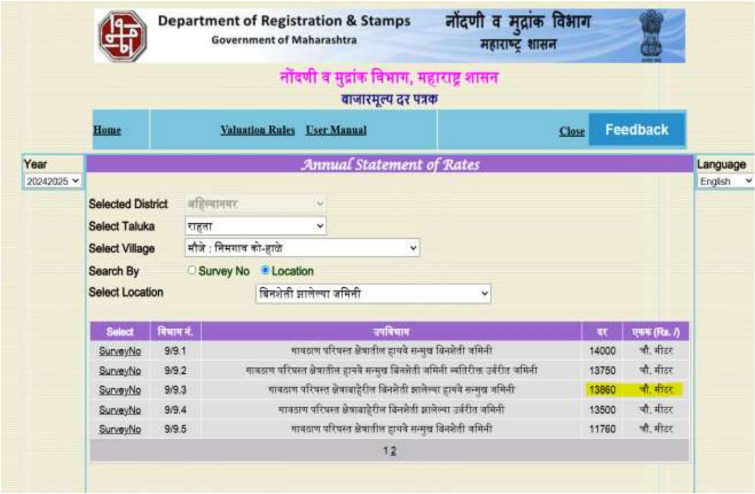 Department of Registration & Stamps
Government of Maharashtra
नोंदणी व मुद्रांक विभाग
महाराष्ट्र शासन
नोंदणी व मुद्रांक विभाग, महाराष्ट्र शासन
बाजारमूल्य दर पत्रक
Home Valuation Rules User Manual Close Feedback
Year Annual Statement of Rates Language
20242025 English
Selected District अहिल्यानगर
Select Taluka राहता
Select Village मौजे : निमगाव को-हाळे
Search By Survey No Location
Select Location बिनशेती झालेल्या जमिनी
Select विभाग नं. उपविभाग दर एकक (Rs. /)
SurveyNo 9/9.1 गावठाण परिघस्त क्षेत्रातील हायवे सन्मुख बिनशेती जमिनी 14000 चौ. मीटर
SurveyNo 9/9.2 गावठाण परिघस्त क्षेत्रातील हायवे सन्मुख बिनशेती जमिनी व्यतिरीक्त उर्वरीत जमिनी 13750 चौ. मीटर
SurveyNo 9/9.3 गावठाण परिघस्त क्षेत्राबाहेरील बिनशेती झालेल्या हायवे सन्मुख जमिनी 13860 चौ. मीटर
SurveyNo 9/9.4 गावठाण परिघस्त क्षेत्राबाहेरील बिनशेती झालेल्या उर्वरीत जमिनी 13500 चौ. मीटर
SurveyNo 9/9.5 गावठाण परिघस्त क्षेत्रातील हायवे सन्मुख बिनशेती जमिनी 11760 चौ. मीटर
1 2